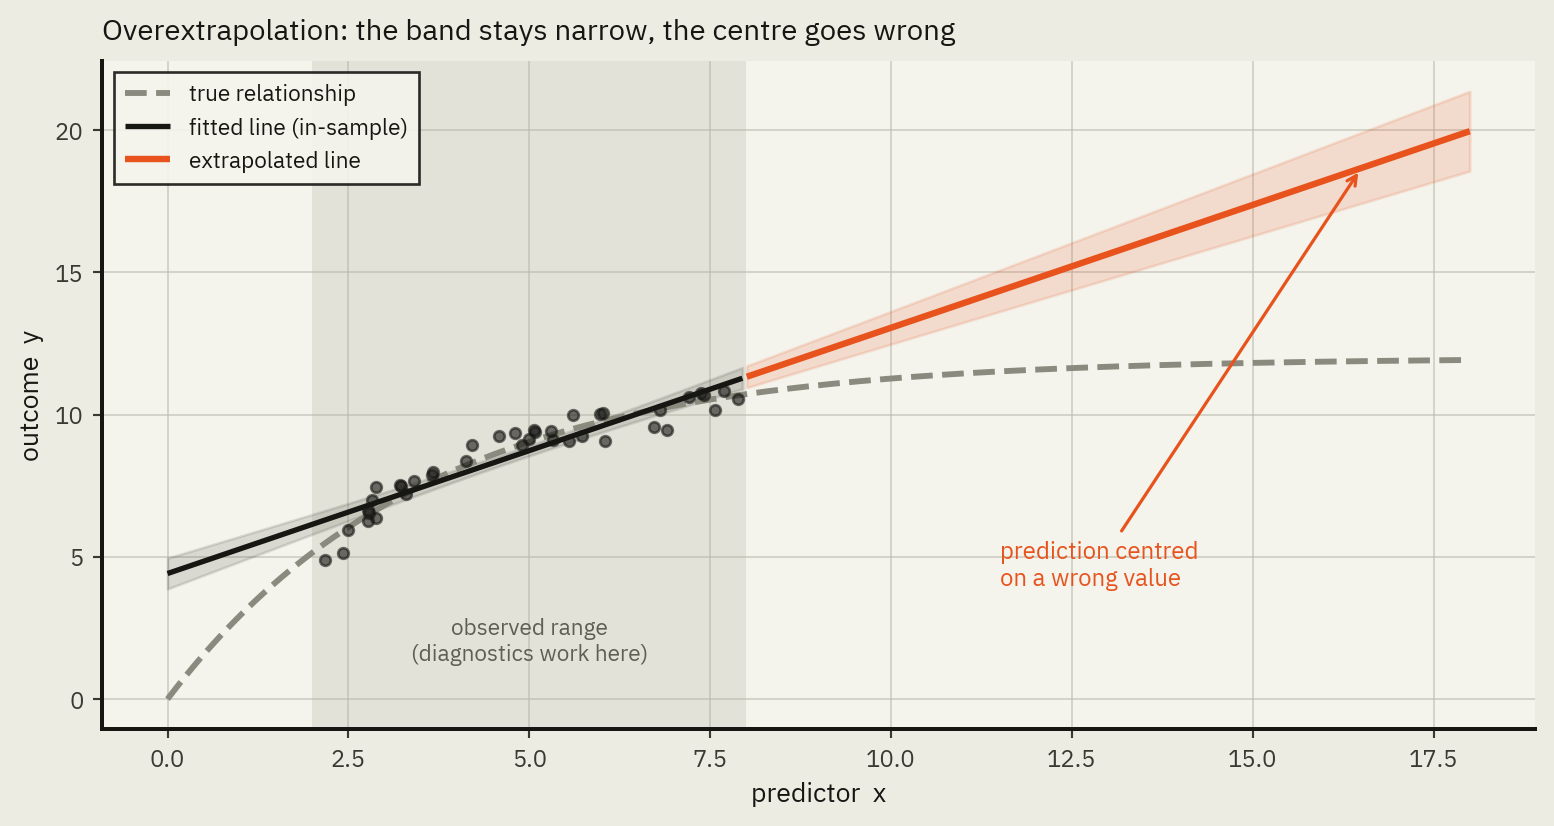 Overextrapolation: the band stays narrow, the centre goes wrong
true relationship
fitted line (in-sample)
extrapolated line
20
15
10
5
0
outcome y
observed range
(diagnostics work here)
prediction centred
on a wrong value
0.0 2.5 5.0 7.5 10.0 12.5 15.0 17.5
predictor x